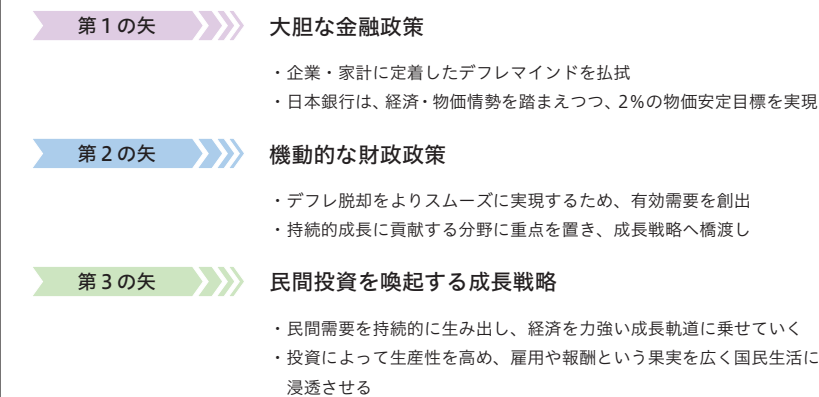 第1の矢
大胆な金融政策
・企業・家計に定着したデフレマインドを払拭
・日本銀行は、経済・物価情勢を踏まえつつ、2%の物価安定目標を実現
第2の矢
機動的な財政政策
・デフレ脱却をよりスムーズに実現するため、有効需要を創出
・持続的成長に貢献する分野に重点を置き、成長戦略へ橋渡し
第3の矢
民間投資を喚起する成長戦略
・民間需要を持続的に生み出し、経済を力強い成長軌道に乗せていく
・投資によって生産性を高め、雇用や報酬という果実を広く国民生活に
浸透させる